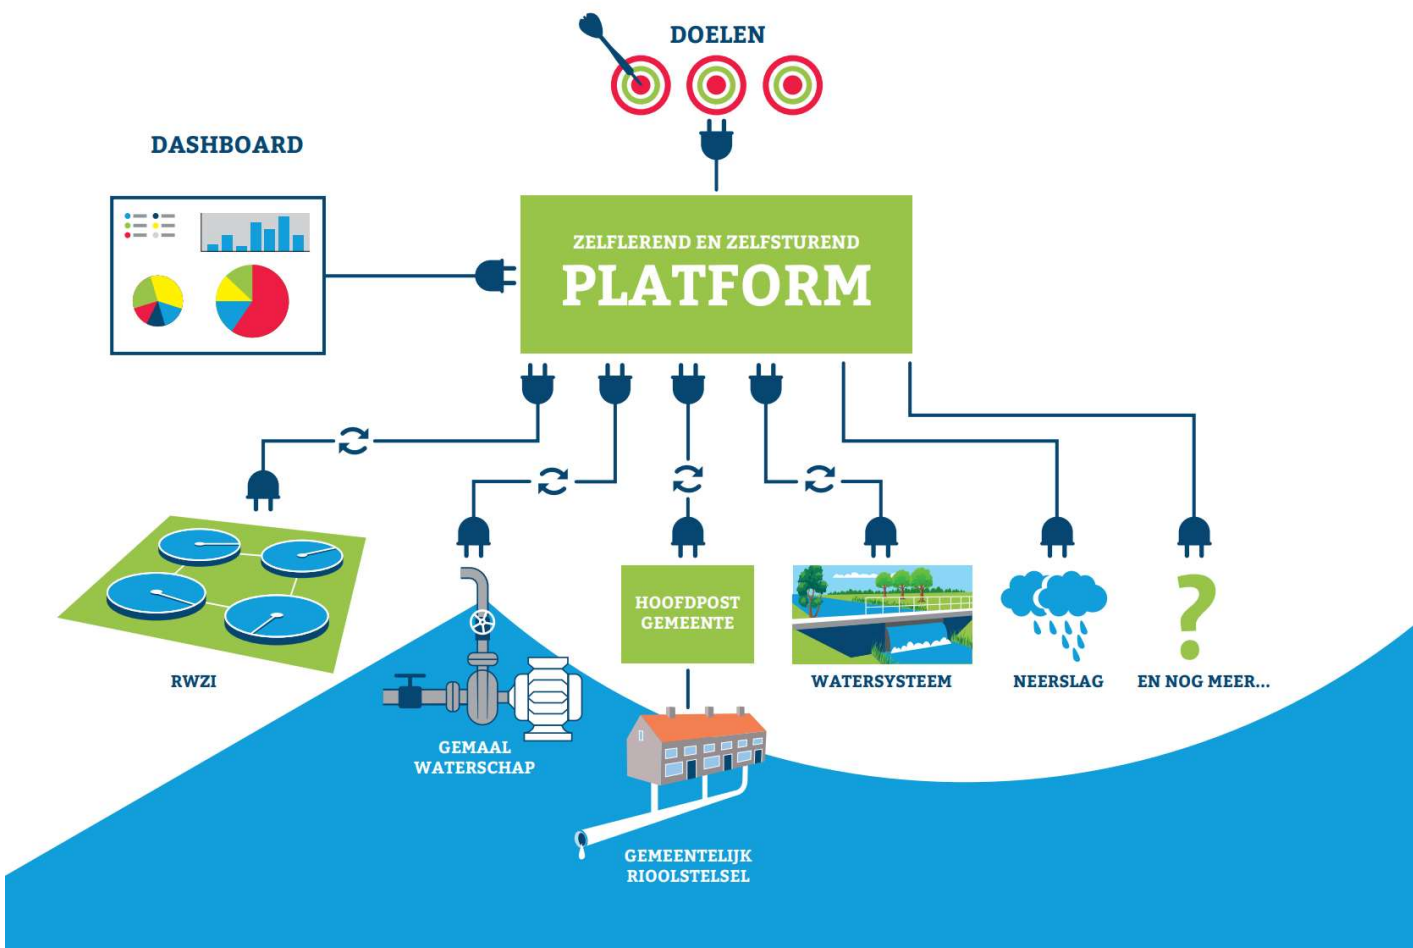 DOELEN
DASHBOARD
ZELFLEREND EN ZELFSTUREND
PLATFORM
HOOFDPOST
GEMEENTE
RWZI
WATERSYSTEEM
NEERSLAG
EN NOG MEER...
?
GEMAAL
WATERSCHAP
GEMEENTELIJK
RIOOLSTELSEL